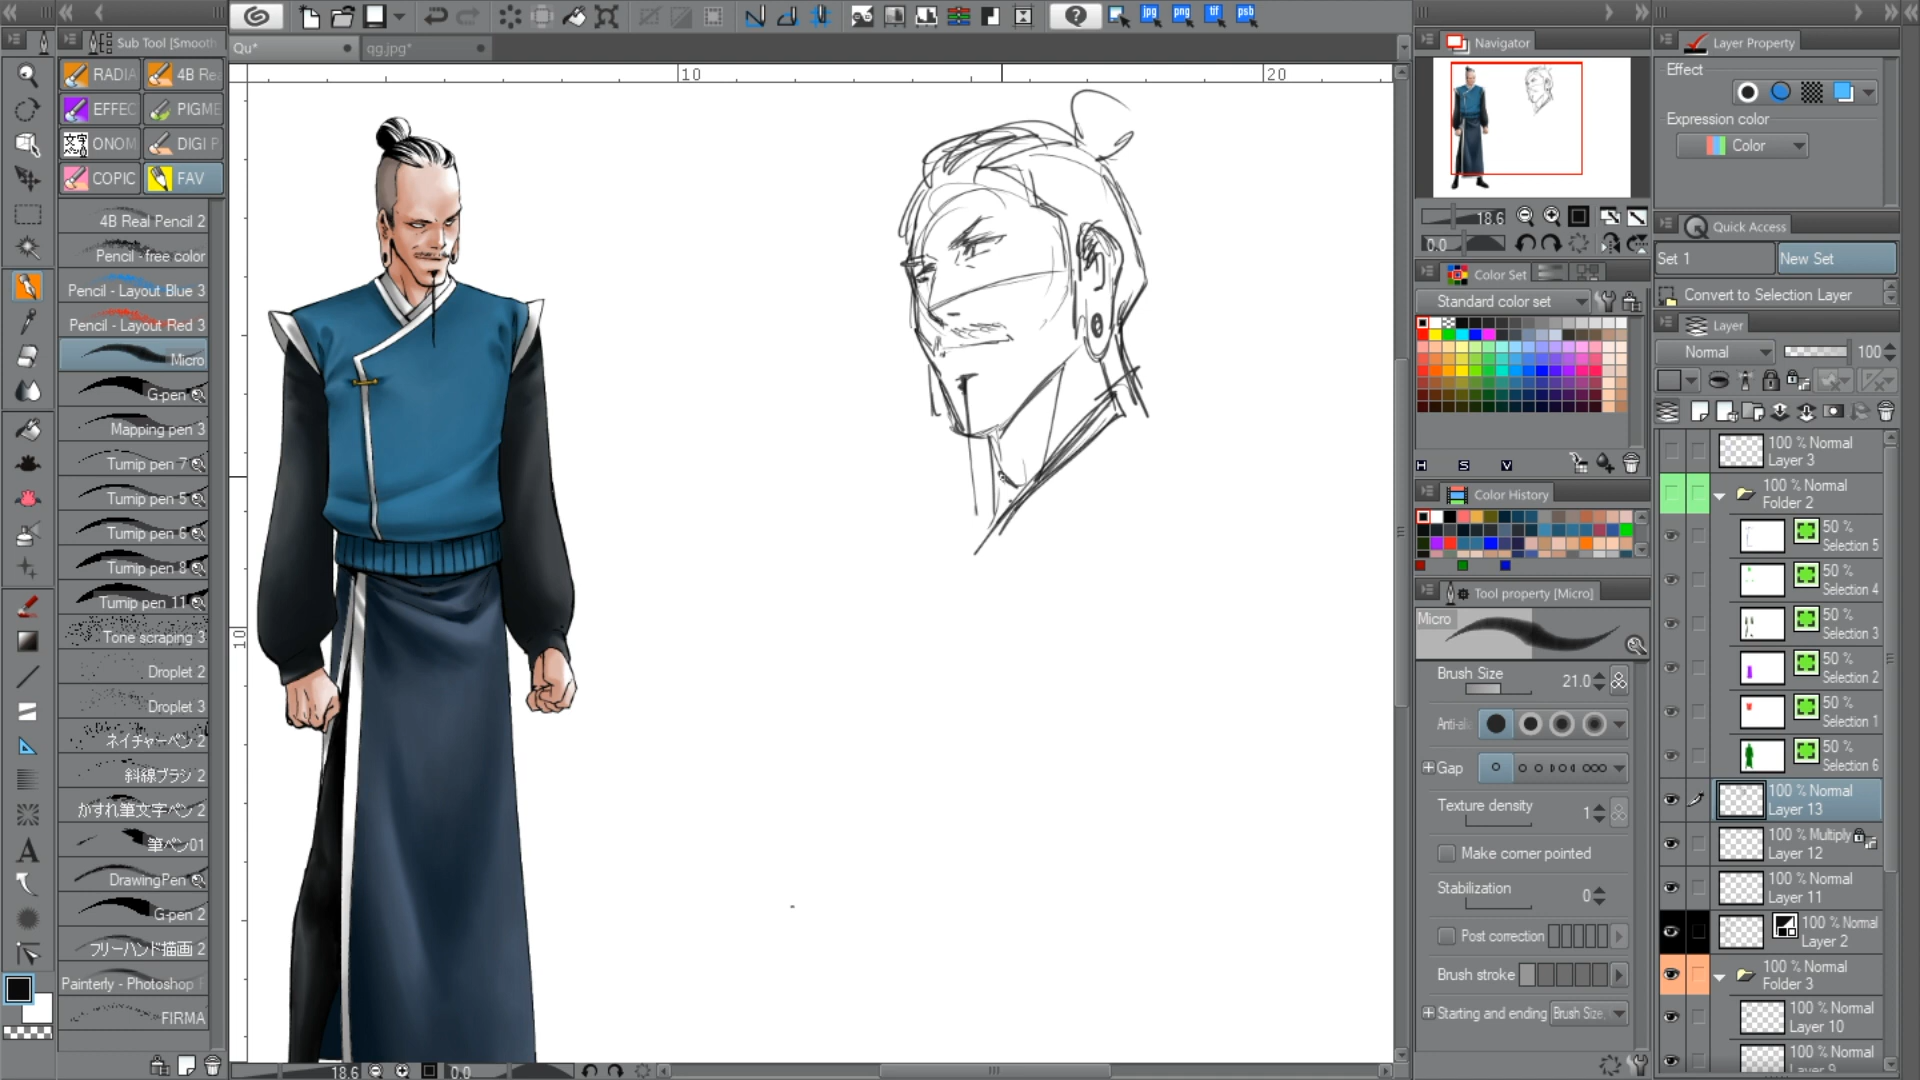 Sub Tool [Smooth
jpg
png
tif
psb
Qu*
qg.jpg*
RADIA
4B Re
EFFEC
PIGME
ONOM
DIGI P
COPIC
FAV
4B Real Pencil 2
Pencil - free color
Pencil - Layout Blue 3
Pencil - Layout Red 3
Micro
G-pen
Mapping pen 3
Turnip pen 7
Turnip pen 5
Turnip pen 6
Turnip pen 8
Turnip pen 11
Tone scraping 3
Droplet 2
Droplet 3
ネイチャーペン 2
斜線ブラシ 2
かすれ筆文字ペン 2
筆ペン01
DrawingPen
G-pen 2
フリーハンド描画 2
Painterly - Photoshop
FIRMA
10
20
10
18.6
0.0
Navigator
18.6
0.0
Color Set
Standard color set
H S V
Color History
Tool property [Micro]
Micro
Brush Size 21.0
Gap
Texture density 1
Make corner pointed
Stabilization 0
Post correction
Brush stroke
Starting and ending Brush Size,
Layer Property
Effect
Expression color
Color
Quick Access
Set 1
New Set
Convert to Selection Layer
Layer
Normal 100
100 % Normal
Layer 3
100 % Normal
Folder 2
50 %
Selection 5
50 %
Selection 4
50 %
Selection 3
50 %
Selection 2
50 %
Selection 1
50 %
Selection 6
100 % Normal
Layer 13
100 % Multiply
Layer 12
100 % Normal
Layer 11
100 % Normal
Layer 2
100 % Normal
Folder 3
100 % Normal
Layer 10
100 % Normal
Layer 9